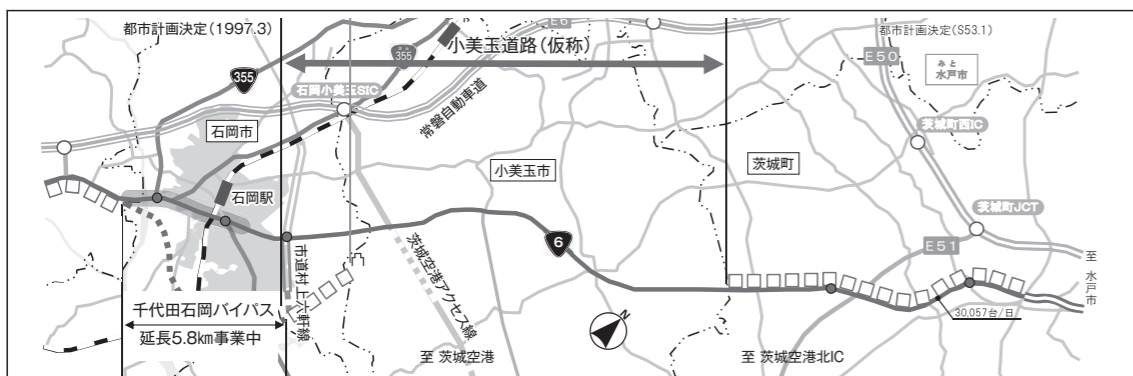 都市計画決定(1997.3)
小美玉道路(仮称)
都市計画決定(S53.1)
E6
355
355
E50
みと
水戸市
石岡小美玉SIC
常磐自動車道
石岡市
茨城町西IC
小美玉市
茨城町
石岡駅
茨城町JCT
6
E51
至 水戸市
市道村上六軒線
茨城空港アクセス線
千代田石岡バイパス
延長5.8km事業中
30,057台/日
N
至 茨城空港
至 茨城空港北IC